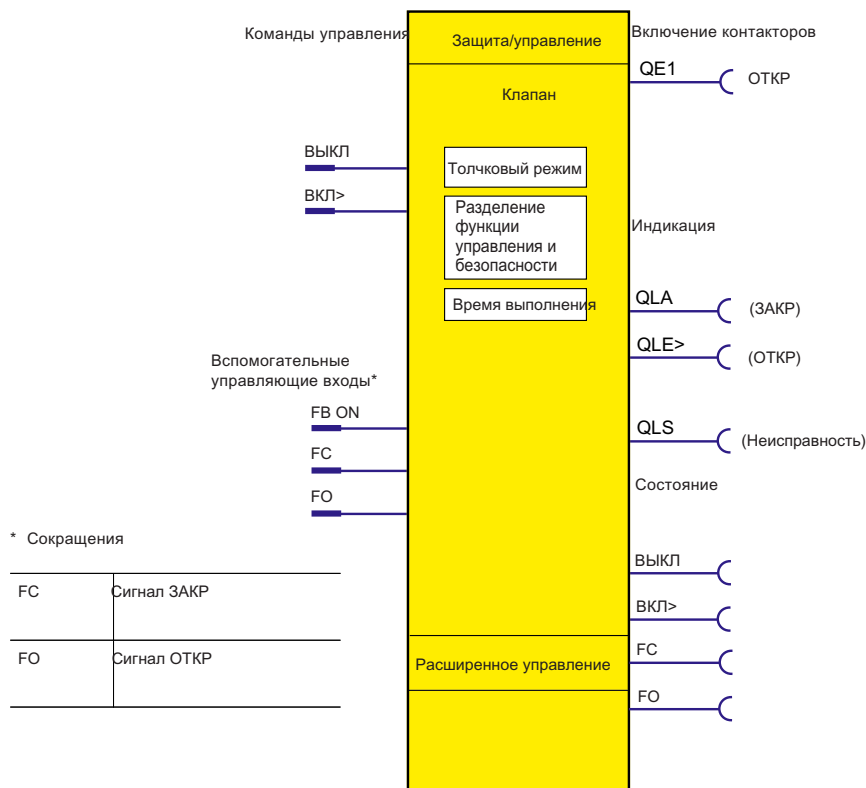 Команды управления
Защита/управление
Включение контакторов
QE1
ОТКР
Клапан
ВЫКЛ
Толчковый режим
ВКЛ>
Разделение
функции
управления и
безопасности
Индикация
Время выполнения
QLA
(ЗАКР)
QLE>
(ОТКР)
Вспомогательные
управляющие входы*
FB ON
QLS
(Неисправность)
FC
Состояние
FO
* Сокращения
ВЫКЛ
FC Сигнал ЗАКР
ВКЛ>
FO Сигнал ОТКР
Расширенное управление
FC
FO